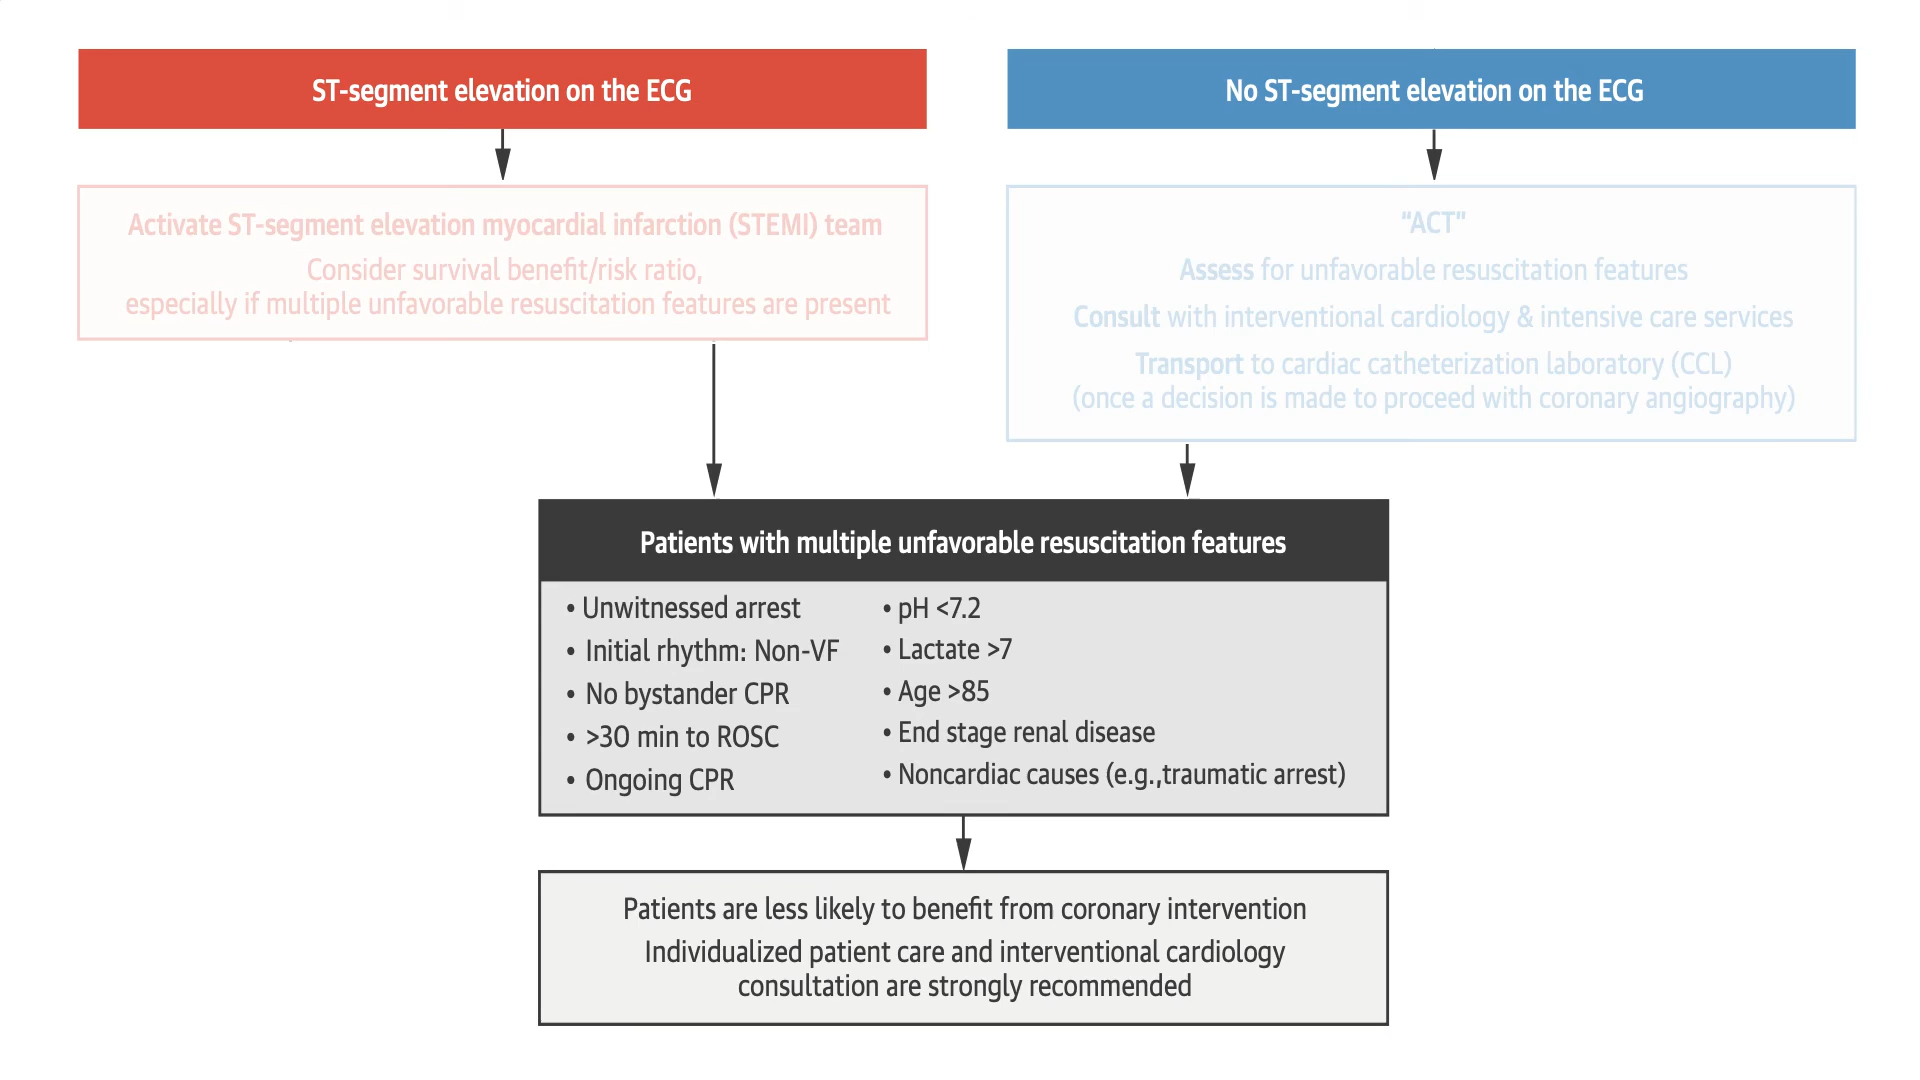 ST-segment elevation on the ECG
No ST-segment elevation on the ECG
Activate ST-segment elevation myocardial infarction (STEMI) team
Consider survival benefit/risk ratio,
especially if multiple unfavorable resuscitation features are present
“ACT”
Assess for unfavorable resuscitation features
Consult with interventional cardiology & intensive care services
Transport to cardiac catheterization laboratory (CCL)
(once a decision is made to proceed with coronary angiography)
Patients with multiple unfavorable resuscitation features
• Unwitnessed arrest
• Initial rhythm: Non-VF
• No bystander CPR
• >30 min to ROSC
• Ongoing CPR
• pH <7.2
• Lactate >7
• Age >85
• End stage renal disease
• Noncardiac causes (e.g.,traumatic arrest)
Patients are less likely to benefit from coronary intervention
Individualized patient care and interventional cardiology
consultation are strongly recommended